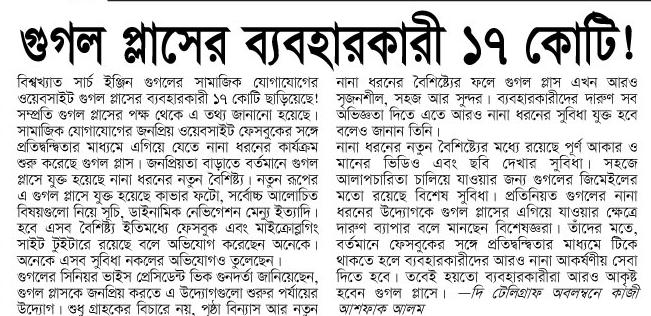 গুগল প্লাসের ব্যবহারকারী ১৭ কোটি!
বিশ্বখ্যাত সার্চ ইঞ্জিন গুগলের সামাজিক যোগাযোগের
ওয়েবসাইট গুগল প্লাসের ব্যবহারকারী ১৭ কোটি ছাড়িয়েছে!
সম্প্রতি গুগল প্লাসের পক্ষ থেকে এ তথ্য জানানো হয়েছে।
সামাজিক যোগাযোগের জনপ্রিয় ওয়েবসাইট ফেসবুকের সঙ্গে
প্রতিদ্বন্দ্বিতার মাধ্যমে এগিয়ে যেতে নানা ধরনের কার্যক্রম
শুরু করেছে গুগল প্লাস। জনপ্রিয়তা বাড়াতে বর্তমানে গুগল
প্লাসে যুক্ত হয়েছে নানা ধরনের নতুন বৈশিষ্ট্য। নতুন রূপের
এ গুগল প্লাসে যুক্ত হয়েছে কাভার ফটো, সর্বোচ্চ আলোচিত
বিষয়গুলো নিয়ে সূচি, ডাইনামিক নেভিগেশন মেন্যু ইত্যাদি।
হবে এসব বৈশিষ্ট্য ইতিমধ্যে ফেসবুক এবং মাইক্রোব্লগিং
সাইট টুইটারে রয়েছে বলে অভিযোগ করেছেন অনেকে।
অনেকে এসব সুবিধা নকলের অভিযোগও তুলেছেন।
গুগলের সিনিয়র ভাইস প্রেসিডেন্ট ভিক গুনদর্তা জানিয়েছেন,
গুগল প্লাসকে জনপ্রিয় করতে এ উদ্যোগগুলো শুরুর পর্যায়ের
উদ্যোগ। শুধু গ্রাহকের বিচারে নয়, পৃষ্ঠা বিন্যাস আর নতুন
নানা ধরনের বৈশিষ্ট্যের ফলে গুগল প্লাস এখন আরও
সৃজনশীল, সহজ আর সুন্দর। ব্যবহারকারীদের দারুণ সব
অভিজ্ঞতা দিতে এতে আরও নানা ধরনের সুবিধা যুক্ত হবে
বলেও জানান তিনি।
নানা ধরনের নতুন বৈশিষ্ট্যের মধ্যে রয়েছে পূর্ণ আকার ও
মানের ভিডিও এবং ছবি দেখার সুবিধা। সহজে
আলাপচারিতা চালিয়ে যাওয়ার জন্য গুগলের জিমেইলের
মতো রয়েছে বিশেষ সুবিধা। প্রতিনিয়ত গুগলের নানা
ধরনের উদ্যোগকে গুগল প্লাসের এগিয়ে যাওয়ার ক্ষেত্রে
দারুণ ব্যাপার বলে মানছেন বিশেষজ্ঞরা। তাঁদের মতে,
বর্তমানে ফেসবুকের সঙ্গে প্রতিদ্বন্দ্বিতার মাধ্যমে টিকে
থাকতে হলে ব্যবহারকারীদের আরও নানা আকর্ষণীয় সেবা
দিতে হবে। তবেই হয়তো ব্যবহারকারীরা আরও আকৃষ্ট
হবেন গুগল প্লাসে। —দি টেলিগ্রাফ অবলম্বনে কাজী
আশফাক আলম